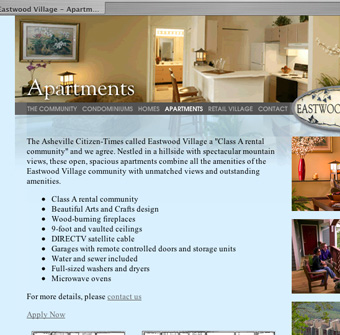 Eastwood Village – Apartm...
Apartments
THE COMMUNITY CONDOMINIUMS HOMES APARTMENTS RETAIL VILLAGE CONTACT
EASTWOO
The Asheville Citizen-Times called Eastwood Village a "Class A rental
community" and we agree. Nestled in a hillside with spectacular mountain
views, these open, spacious apartments combine all the amenities of the
Eastwood Village community with unmatched views and outstanding
amenities.
• Class A rental community
• Beautiful Arts and Crafts design
• Wood-burning fireplaces
• 9-foot and vaulted ceilings
• DIRECTV satellite cable
• Garages with remote controlled doors and storage units
• Water and sewer included
• Full-sized washers and dryers
• Microwave ovens
For more details, please contact us
Apply Now